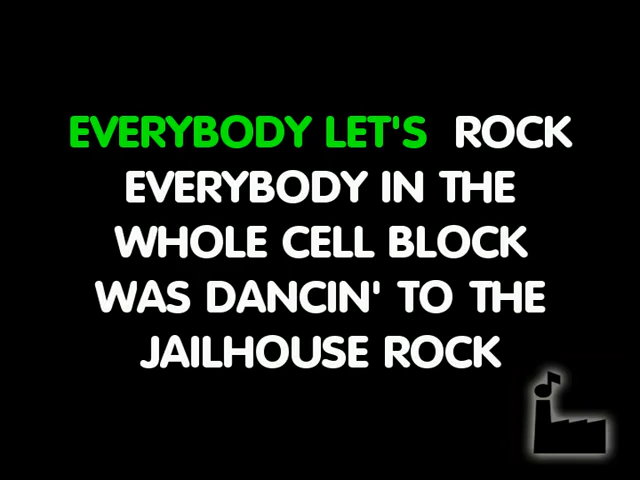 EVERYBODY LET'S ROCK
EVERYBODY IN THE
WHOLE CELL BLOCK
WAS DANCIN' TO THE
JAILHOUSE ROCK